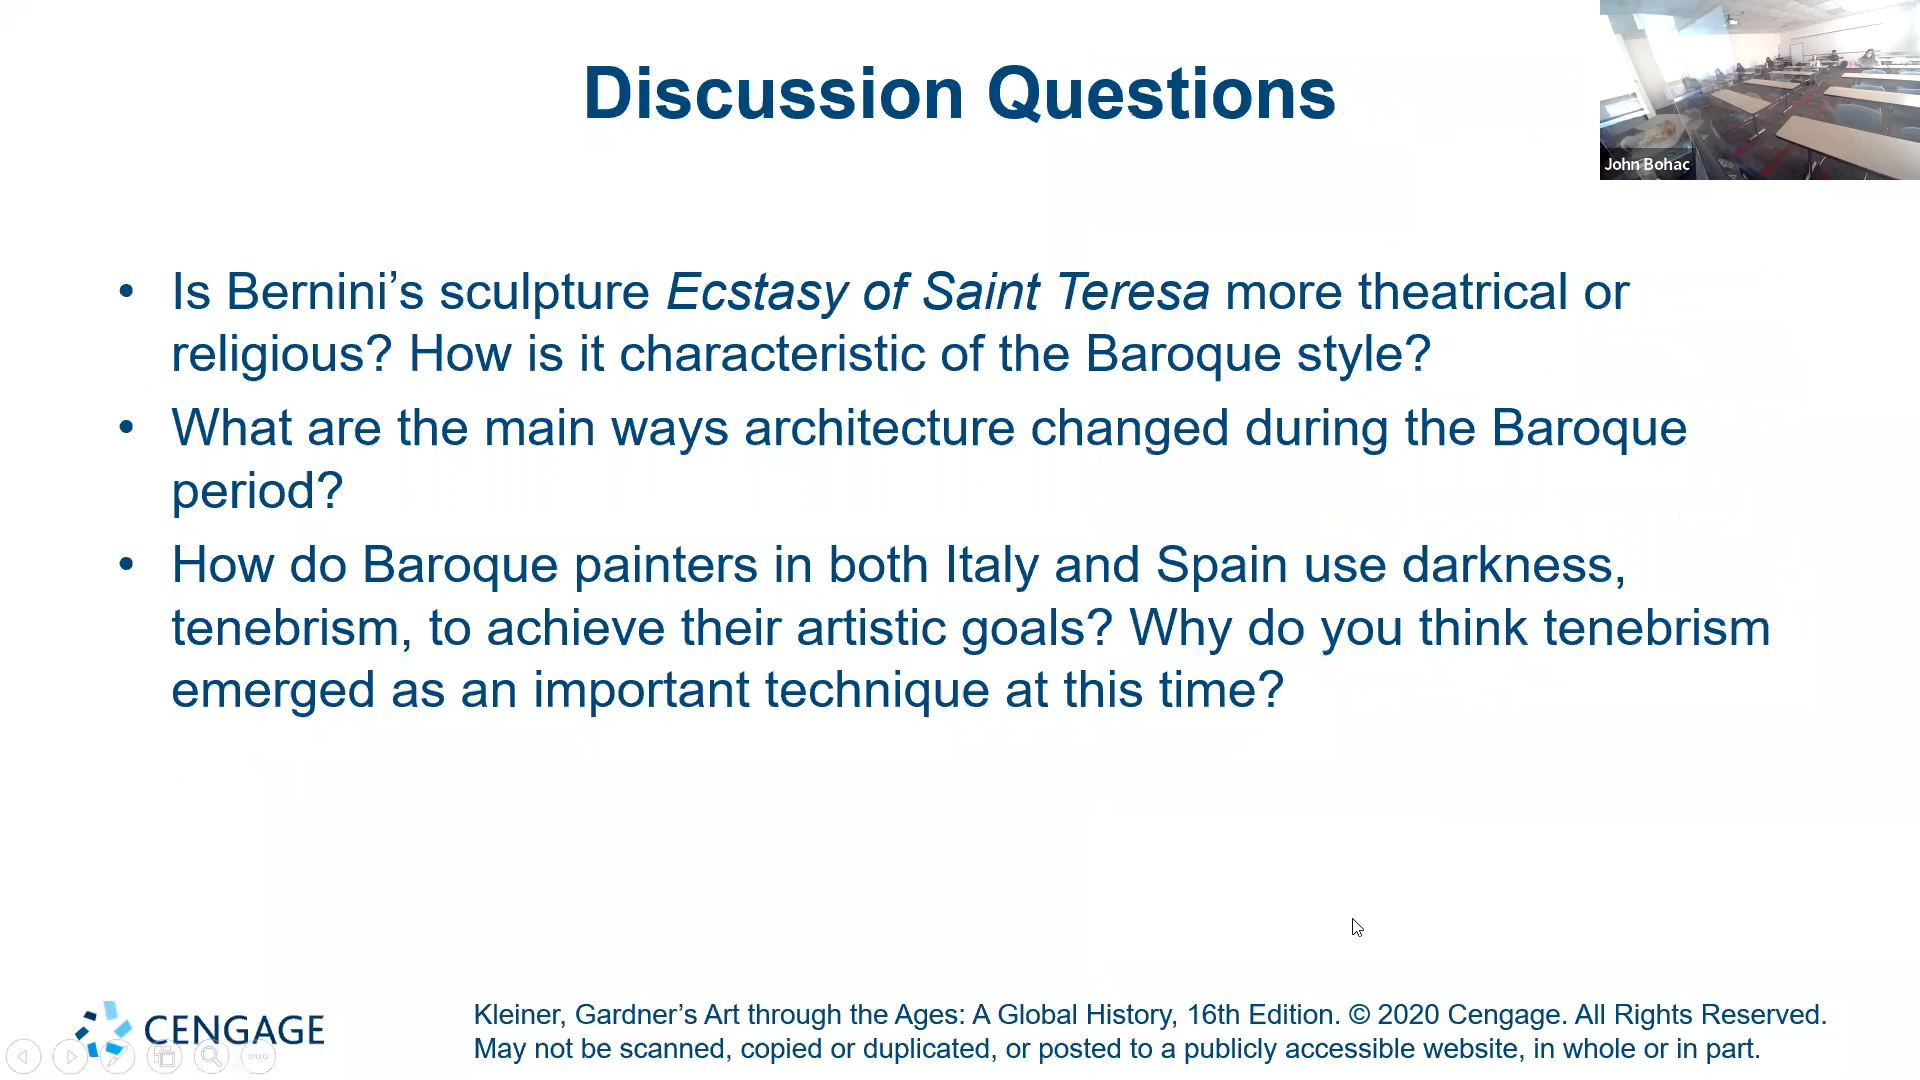 Discussion Questions
John Bohac
• Is Bernini’s sculpture Ecstasy of Saint Teresa more theatrical or
religious? How is it characteristic of the Baroque style?
• What are the main ways architecture changed during the Baroque
period?
• How do Baroque painters in both Italy and Spain use darkness,
tenebrism, to achieve their artistic goals? Why do you think tenebrism
emerged as an important technique at this time?
CENGAGE
Kleiner, Gardner’s Art through the Ages: A Global History, 16th Edition. © 2020 Cengage. All Rights Reserved.
May not be scanned, copied or duplicated, or posted to a publicly accessible website, in whole or in part.